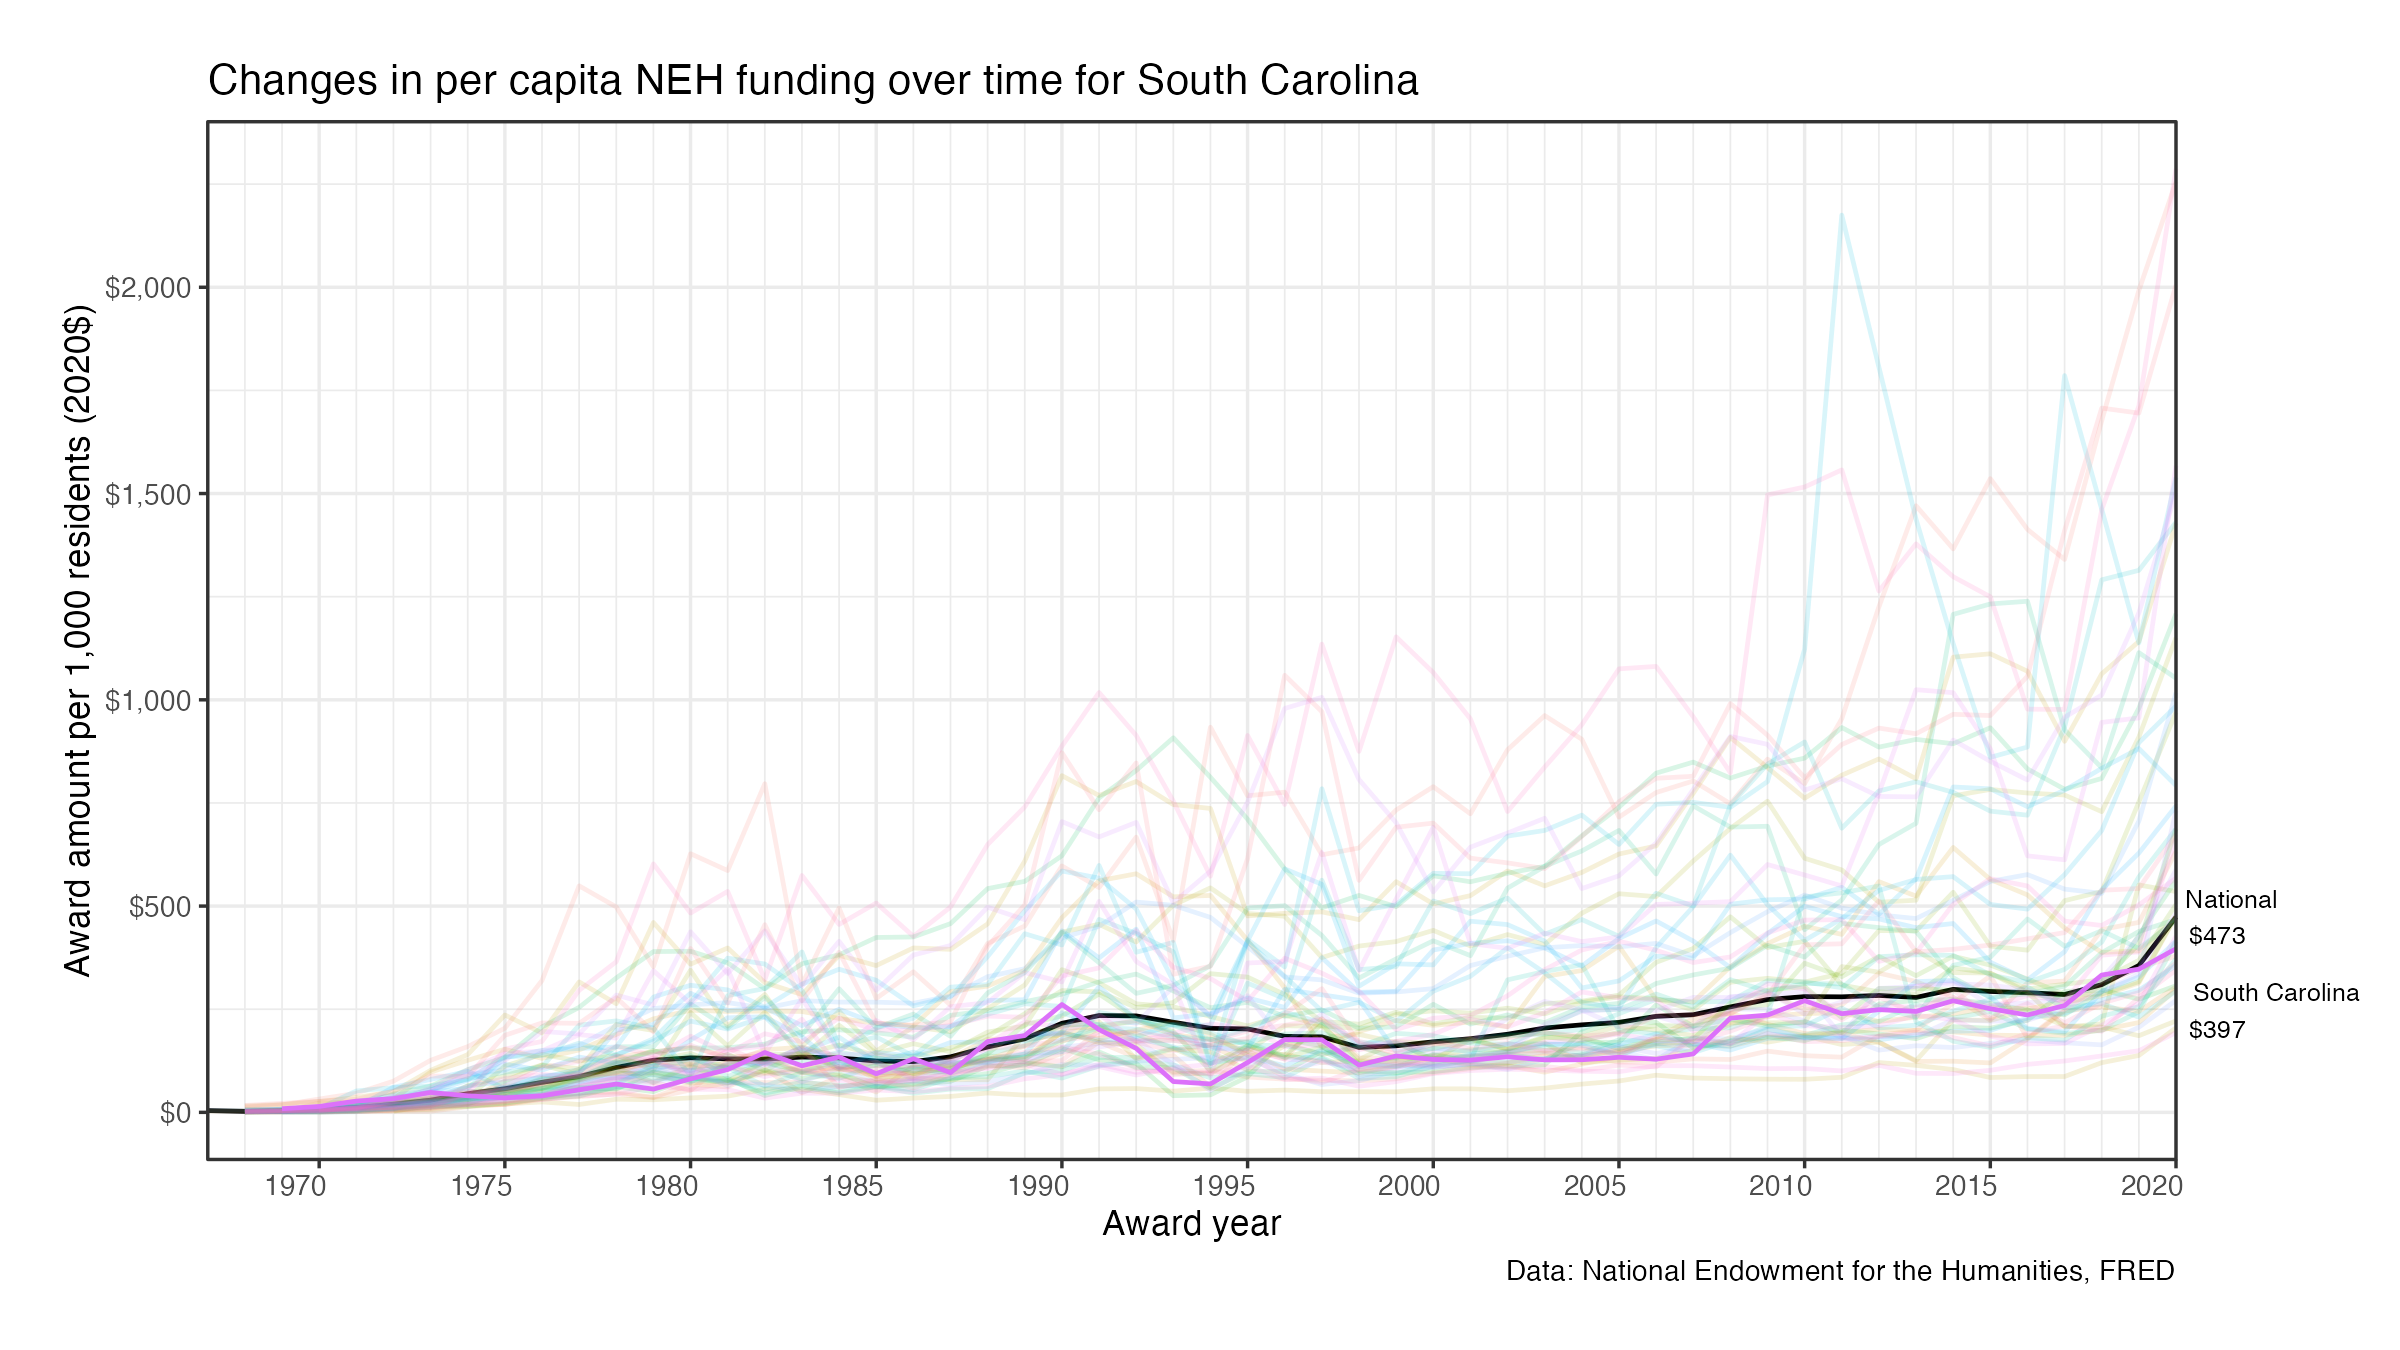 Changes in per capita NEH funding over time for South Carolina
Award amount per 1,000 residents (2020$)
$2,000
$1,500
$1,000
$500
$0
National
$473
South Carolina
$397
1970 1975 1980 1985 1990 1995 2000 2005 2010 2015 2020
Award year
Data: National Endowment for the Humanities, FRED